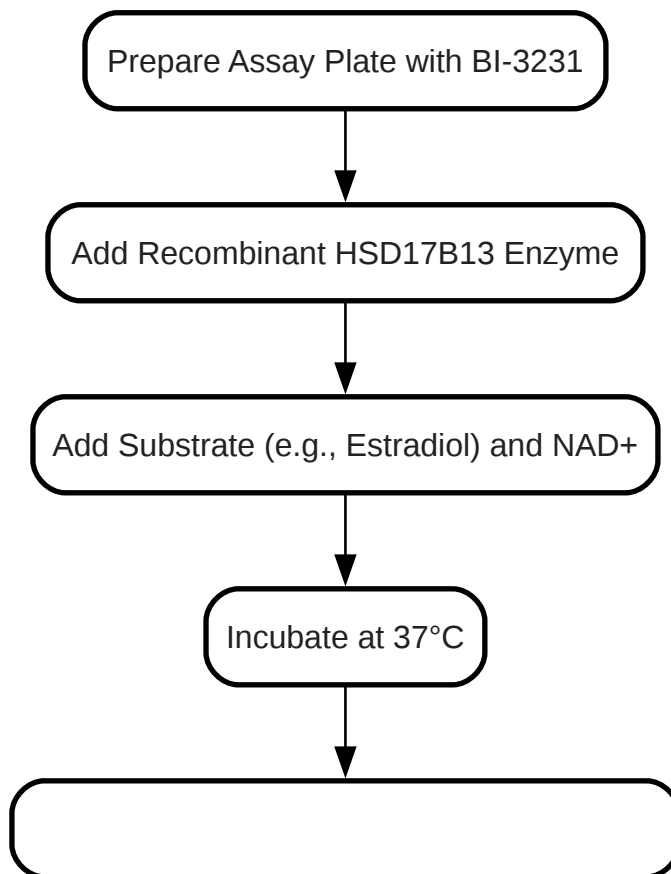 Prepare Assay Plate with BI-3231
Add Recombinant HSD17B13 Enzyme
Add Substrate (e.g., Estradiol) and NAD+
Incubate at 37°C